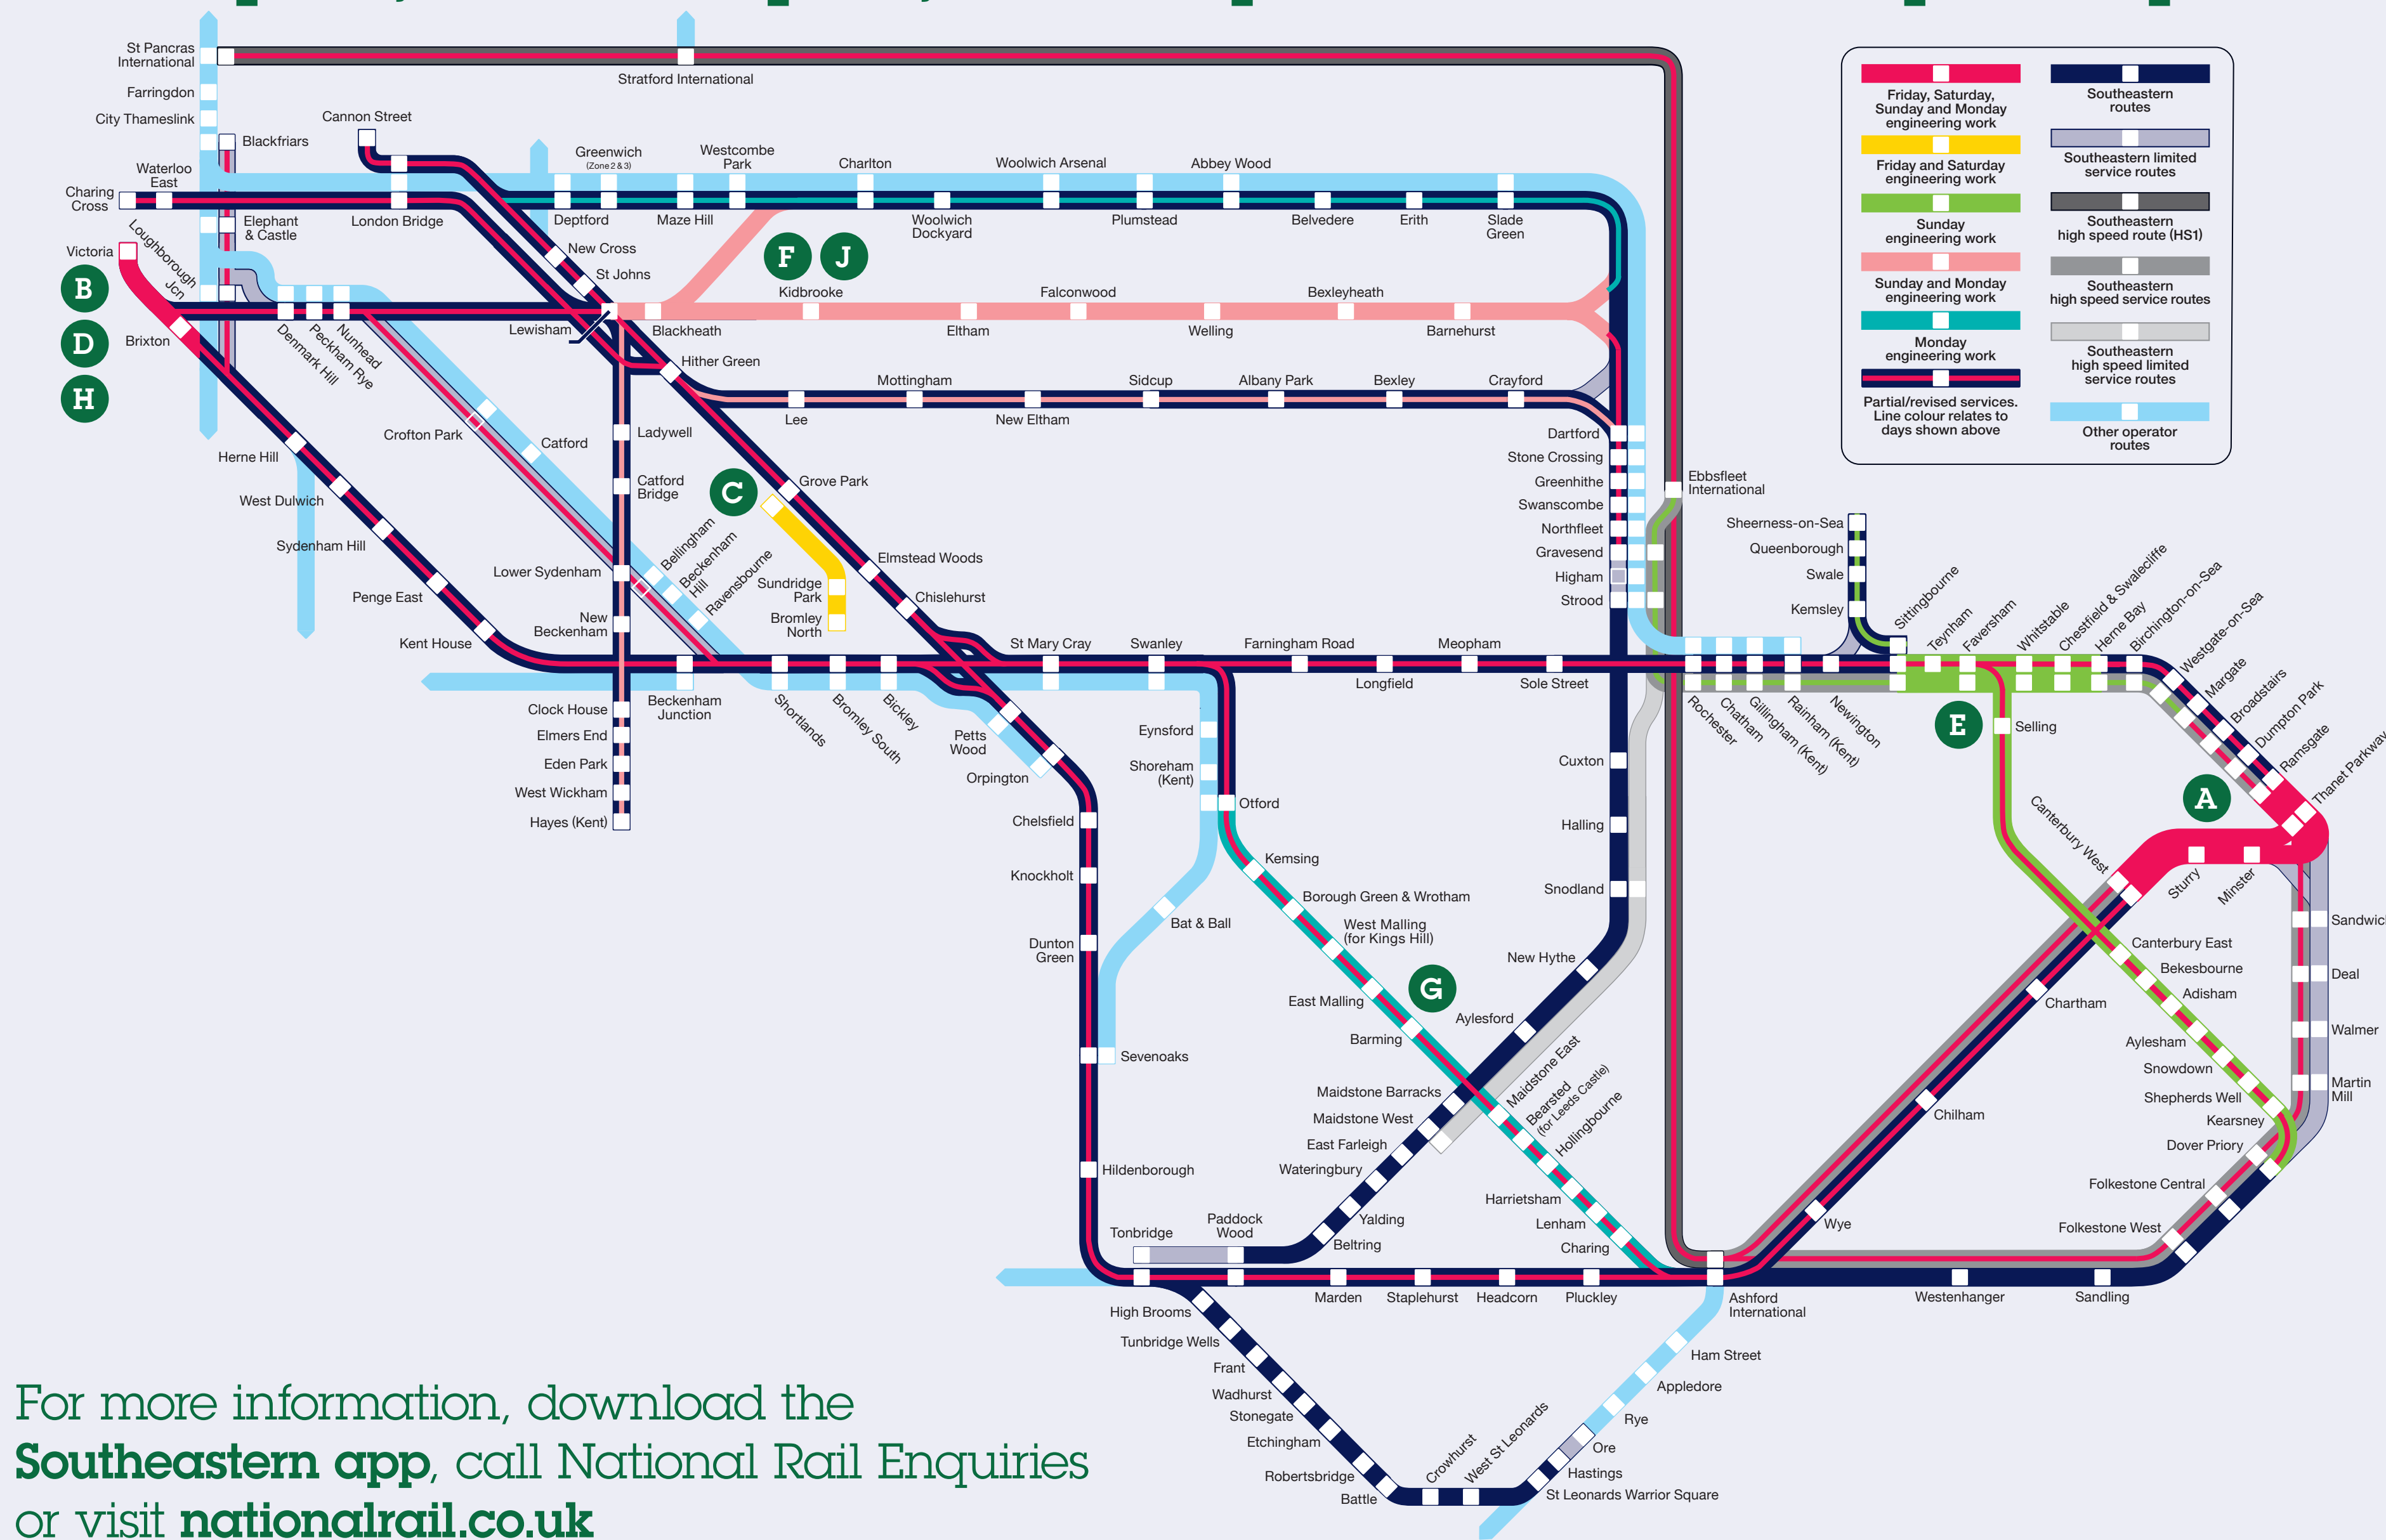 St Pancras
International
Stratford International
Farringdon
City Thameslink
Blackfriars
Cannon Street
Waterloo
East
Charing
Cross
Elephant
& Castle
London Bridge
Victoria
Loughborough
Jcn
Brixton
B
D
H
Greenwich
(Zone 2 & 3)
Westcombe
Park
Charlton
Woolwich Arsenal
Abbey Wood
Deptford
Maze Hill
Woolwich
Dockyard
Plumstead
Belvedere
Erith
Slade
Green
New Cross
St Johns
F
J
Kidbrooke
Falconwood
Bexleyheath
Lewisham
Blackheath
Eltham
Welling
Barnehurst
Denmark Hill
Peckham Rye
Nunhead
Hither Green
Mottingham
Sidcup
Albany Park
Bexley
Crayford
Lee
New Eltham
Crofton Park
Catford
Ladywell
Catford
Bridge
Herne Hill
West Dulwich
Sydenham Hill
Penge East
Kent House
Lower Sydenham
New
Beckenham
Bellingham
Beckenham
Hill
Ravensbourne
C
Grove Park
Sundridge
Park
Bromley
North
Elmstead Woods
Chislehurst
Clock House
Elmers End
Eden Park
West Wickham
Hayes (Kent)
Beckenham
Junction
Shortlands
Bromley South
Bickley
Petts
Wood
Orpington
St Mary Cray
Swanley
Farningham Road
Meopham
Longfield
Sole Street
Dartford
Stone Crossing
Greenhithe
Swanscombe
Northfleet
Gravesend
Higham
Strood
Ebbsfleet
International
Sheerness-on-Sea
Queenborough
Swale
Kemsley
Sittingbourne
Teynham
Faversham
Whitstable
Chestfield & Swalecliffe
Herne Bay
Birchington-on-Sea
Westgate-on-Sea
Margate
Broadstairs
Dumpton Park
Ramsgate
Thanet Parkway
Rochester
Chatham
Gillingham (Kent)
Rainham (Kent)
Newington
E
Selling
A
Canterbury West
Sturry
Minster
Eynsford
Shoreham
(Kent)
Otford
Kemsing
Borough Green & Wrotham
West Malling
(for Kings Hill)
East Malling
Barming
G
Bat & Ball
Chelsfield
Knockholt
Dunton
Green
Sevenoaks
Hildenborough
Cuxton
Halling
Snodland
New Hythe
Aylesford
Maidstone Barracks
Maidstone West
East Farleigh
Wateringbury
Yalding
Beltring
Maidstone East
Bearsted
(for Leeds Castle)
Hollingbourne
Harrietsham
Lenham
Charing
Tonbridge
Paddock
Wood
Marden
Staplehurst
Headcorn
Pluckley
Ashford
International
Westenhanger
Sandling
Wye
Chilham
Chartham
Canterbury East
Bekesbourne
Adisham
Aylesham
Snowdown
Shepherds Well
Kearsney
Dover Priory
Folkestone Central
Folkestone West
Deal
Walmer
Martin
Mill
High Brooms
Tunbridge Wells
Frant
Wadhurst
Stonegate
Etchingham
Robertsbridge
Battle
Crowhurst
West St Leonards
St Leonards Warrior Square
Hastings
Ore
Rye
Appledore
Ham Street
Friday, Saturday,
Sunday and Monday
engineering work
Friday and Saturday
engineering work
Sunday
engineering work
Sunday and Monday
engineering work
Monday
engineering work
Partial/revised services.
Line colour relates to
days shown above
Southeastern
routes
Southeastern limited
service routes
Southeastern
high speed route (HS1)
Southeastern
high speed service routes
Southeastern
high speed limited
service routes
Other operator
routes
For more information, download the
Southeastern app, call National Rail Enquiries
or visit nationalrail.co.uk